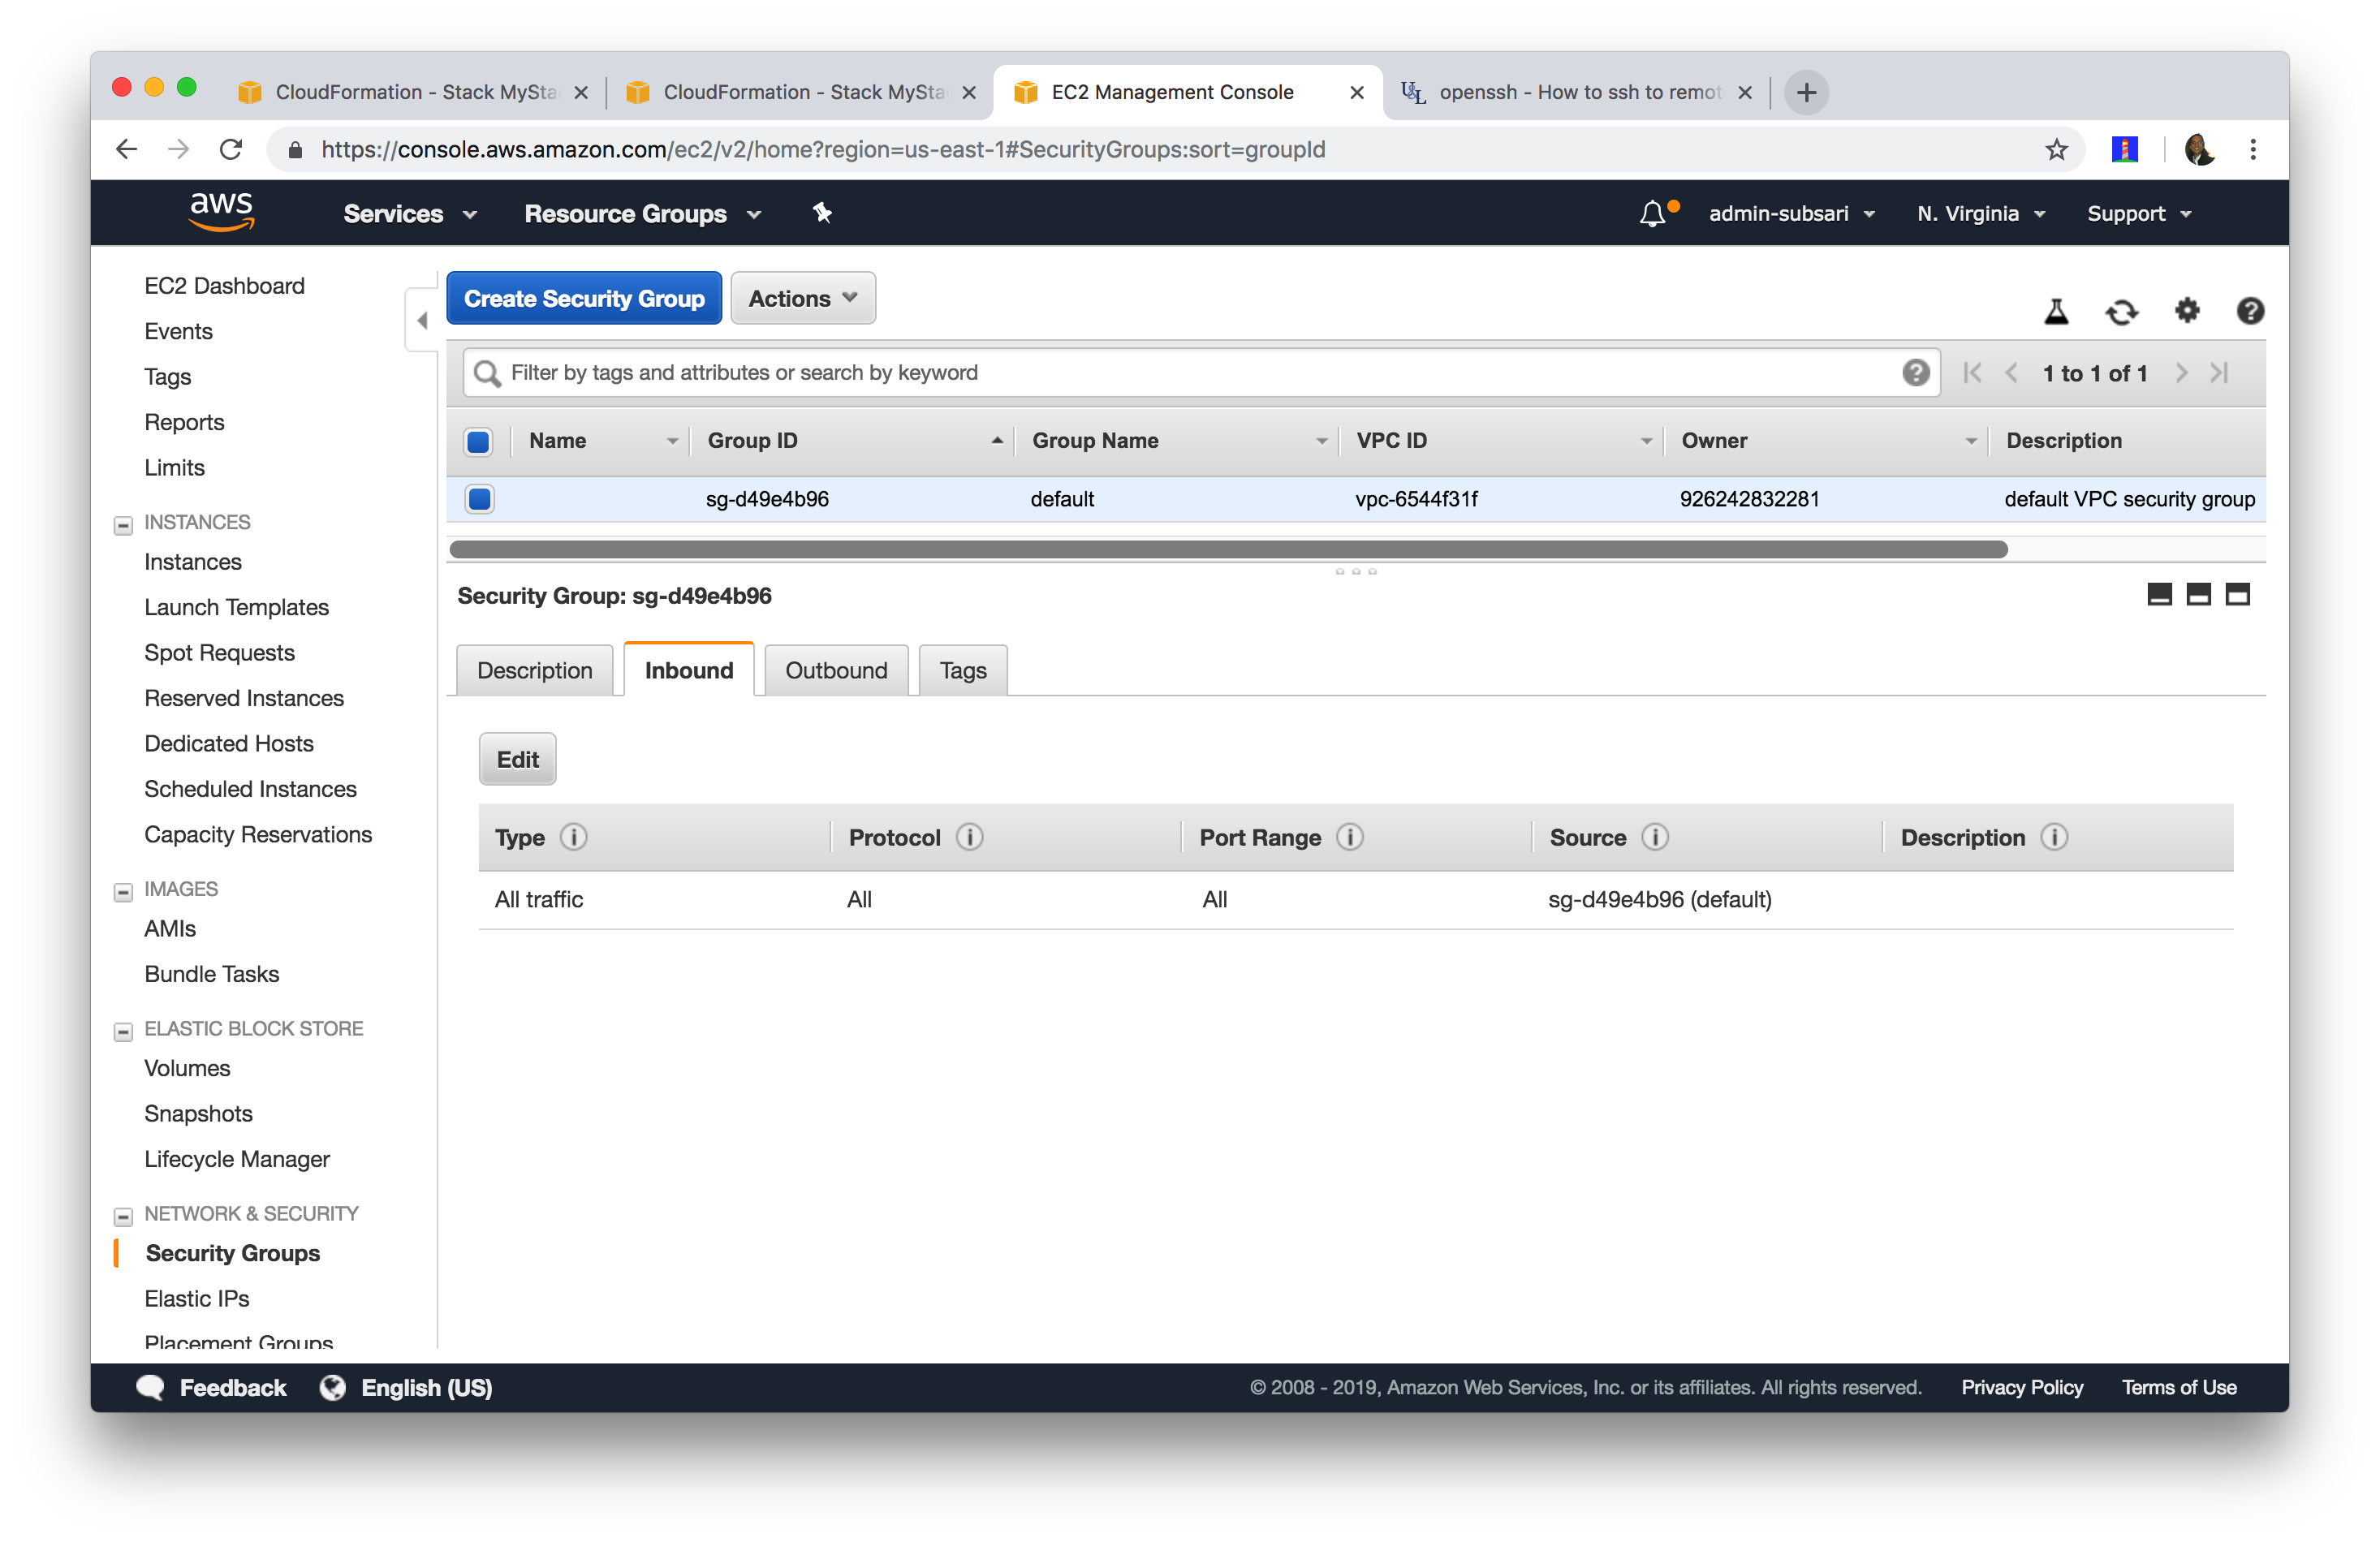 CloudFormation - Stack MySta
CloudFormation - Stack MySta
EC2 Management Console
openssh - How to ssh to remot
https://console.aws.amazon.com/ec2/v2/home?region=us-east-1#SecurityGroups:sort=groupId
aws
Services
Resource Groups
admin-subsari
N. Virginia
Support
EC2 Dashboard
Events
Tags
Reports
Limits
INSTANCES
Instances
Launch Templates
Spot Requests
Reserved Instances
Dedicated Hosts
Scheduled Instances
Capacity Reservations
IMAGES
AMIs
Bundle Tasks
ELASTIC BLOCK STORE
Volumes
Snapshots
Lifecycle Manager
NETWORK & SECURITY
Security Groups
Elastic IPs
Placement Groups
Create Security Group
Actions
Filter by tags and attributes or search by keyword
1 to 1 of 1
Name Group ID Group Name VPC ID Owner Description
sg-d49e4b96 default vpc-6544f31f 926242832281 default VPC security group
Security Group: sg-d49e4b96
Description Inbound Outbound Tags
Edit
Type Protocol Port Range Source Description
All traffic All All sg-d49e4b96 (default)
Feedback
English (US)
© 2008 - 2019, Amazon Web Services, Inc. or its affiliates. All rights reserved.
Privacy Policy
Terms of Use